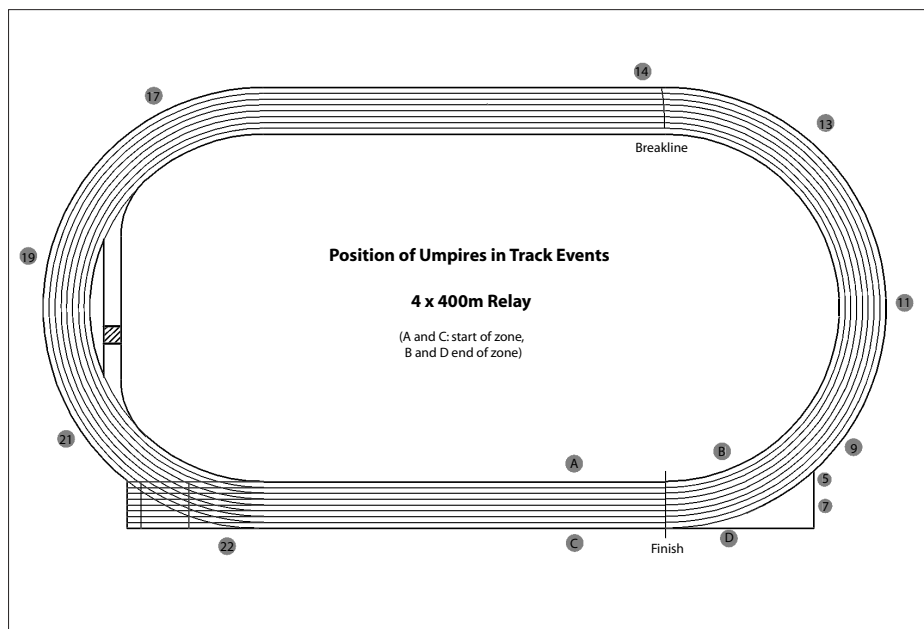 14
17
13
Breakline
19
Position of Umpires in Track Events
4 x 400m Relay
11
(A and C: start of zone,
B and D end of zone)
21
9
B
A
5
7
D
C
22
Finish